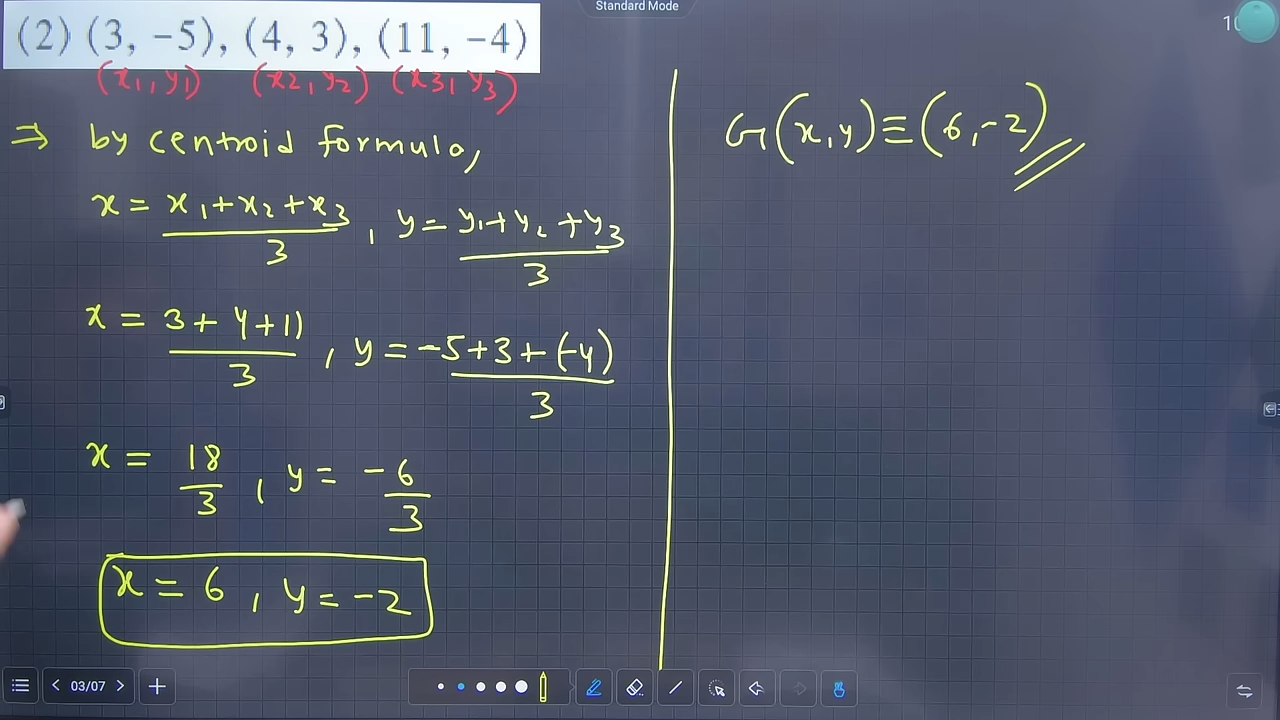 Standard Mode
(2) (3, −5), (4, 3), (11, −4)
(x1, y1) (x2, y2) (x3, y3)
⇒ by centroid formula,
x = x1+x2+x3 / 3 , y = y1+y2+y3 / 3
x = 3+4+11 / 3 , y = -5+3+(-4) / 3
x = 18 / 3 , y = -6 / 3
x = 6 , y = -2
G(x,y) ≡ (6,-2)
03/07